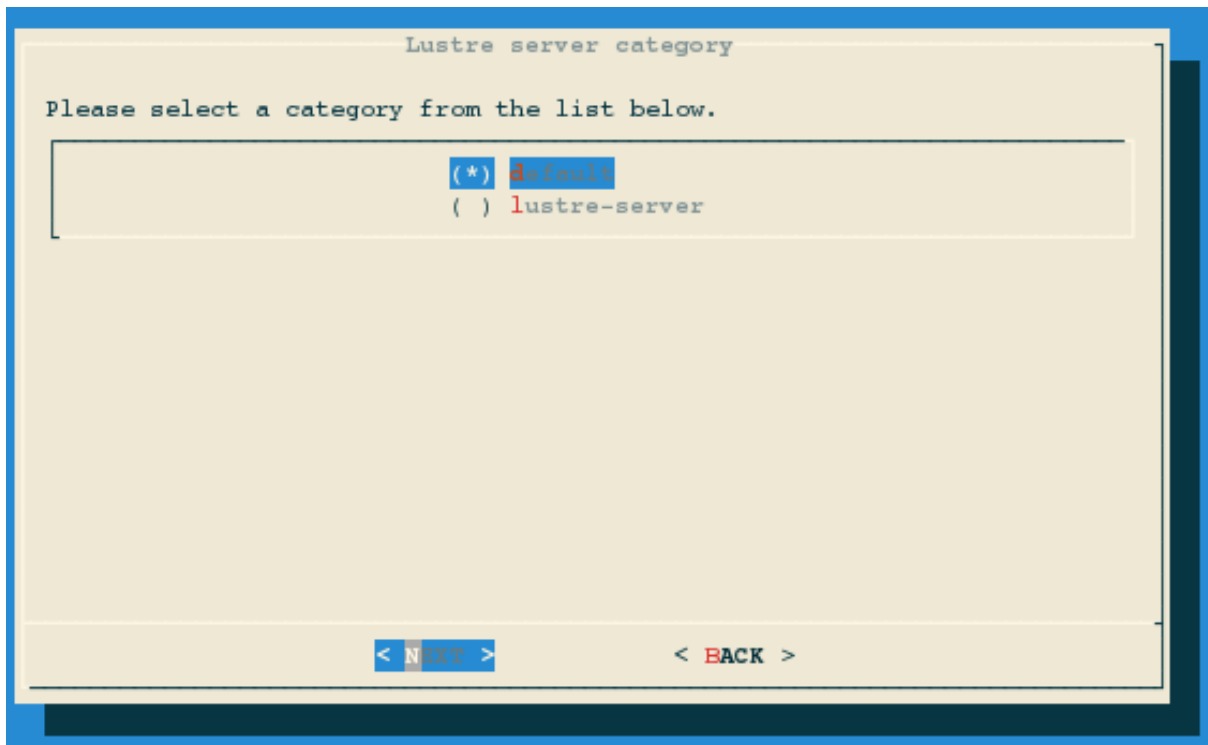 Lustre server category
Please select a category from the list below.
(*) default
( ) lustre-server
< NEXT > < BACK >